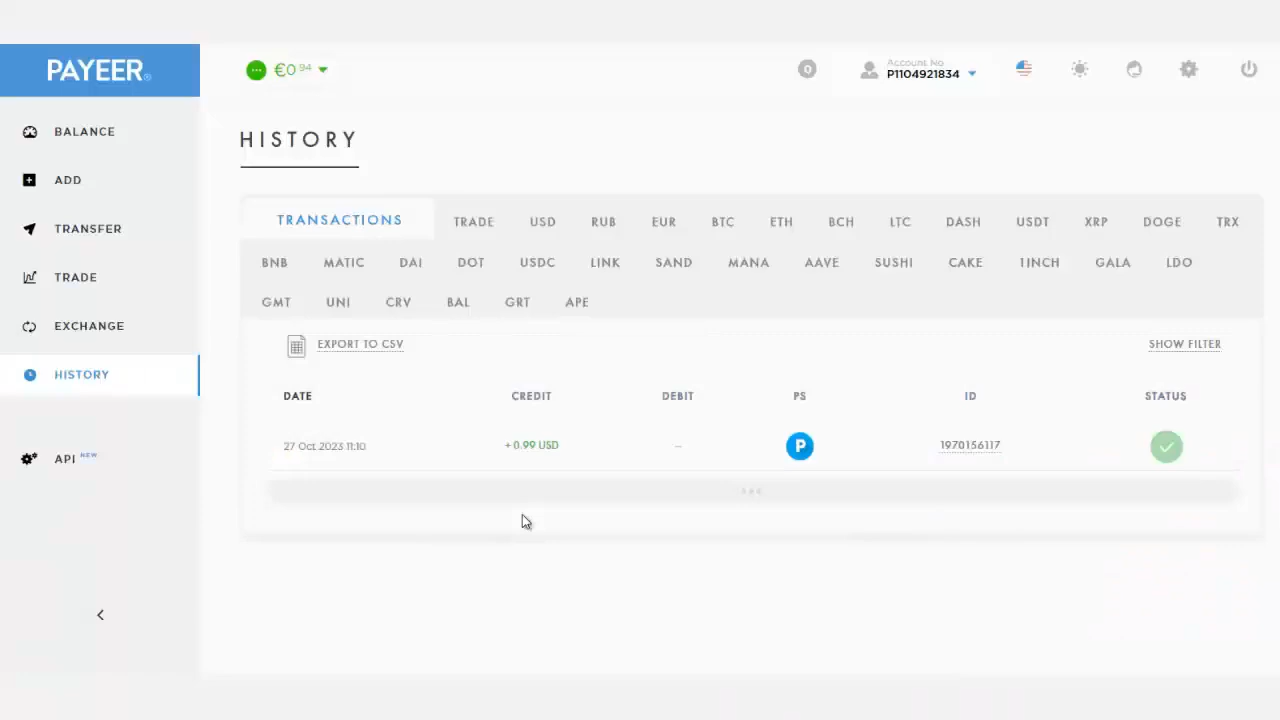 PAYEER®
€0.94
Account No
P1104921834
BALANCE
ADD
TRANSFER
TRADE
EXCHANGE
HISTORY
API NEW
HISTORY
TRANSACTIONS TRADE USD RUB EUR BTC ETH BCH LTC DASH USDT XRP DOGE TRX
BNB MATIC DAI DOT USDC LINK SAND MANA AAVE SUSHI CAKE 1INCH GALA LDO
GMT UNI CRV BAL GRT APE
EXPORT TO CSV SHOW FILTER
DATE CREDIT DEBIT PS ID STATUS
27 Oct 2023 11:10 + 0.99 USD – P 1970156117